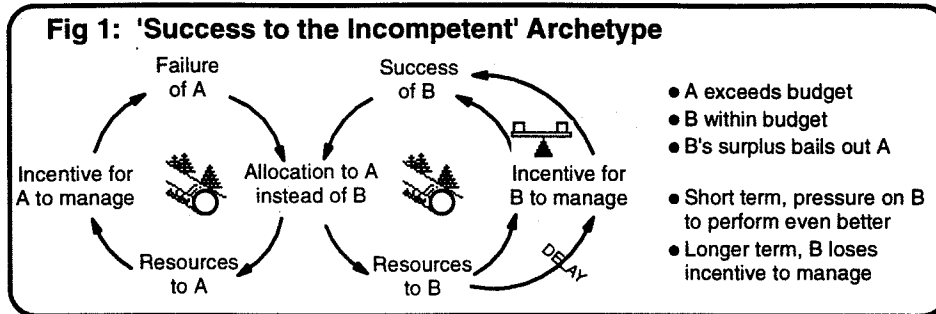 Fig 1: 'Success to the Incompetent' Archetype
Failure
of A
Success
of B
Incentive for
A to manage
Allocation to A
instead of B
Incentive for
B to manage
Resources
to A
Resources
to B
DELAY
● A exceeds budget
● B within budget
● B's surplus bails out A
● Short term, pressure on B
to perform even better
● Longer term, B loses
incentive to manage